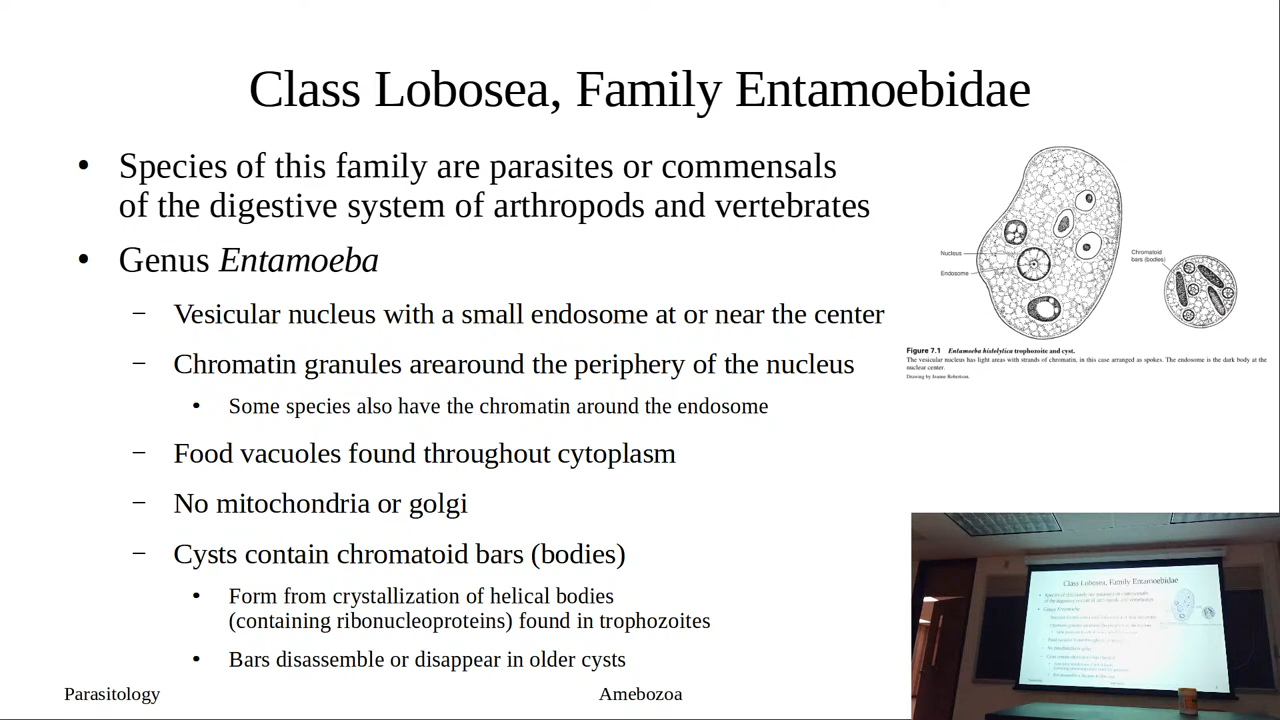 Class Lobosea, Family Entamoebidae
• Species of this family are parasites or commensals
of the digestive system of arthropods and vertebrates
• Genus Entamoeba
– Vesicular nucleus with a small endosome at or near the center
– Chromatin granules arearound the periphery of the nucleus
• Some species also have the chromatin around the endosome
– Food vacuoles found throughout cytoplasm
– No mitochondria or golgi
– Cysts contain chromatoid bars (bodies)
• Form from crystallization of helical bodies
(containing ribonucleoproteins) found in trophozoites
• Bars disassemble or disappear in older cysts
Nucleus
Endosome
Chromatoid
bars (bodies)
Figure 7.1 Entamoeba histolytica trophozoite and cyst.
The vesicular nucleus has light areas with strands of chromatin, in this case arranged as spokes. The endosome is the dark body at the
nuclear center.
Drawing by Jeanne Robertson.
Class Lobosea, Family Entamoebidae
Parasitology
Amebozoa